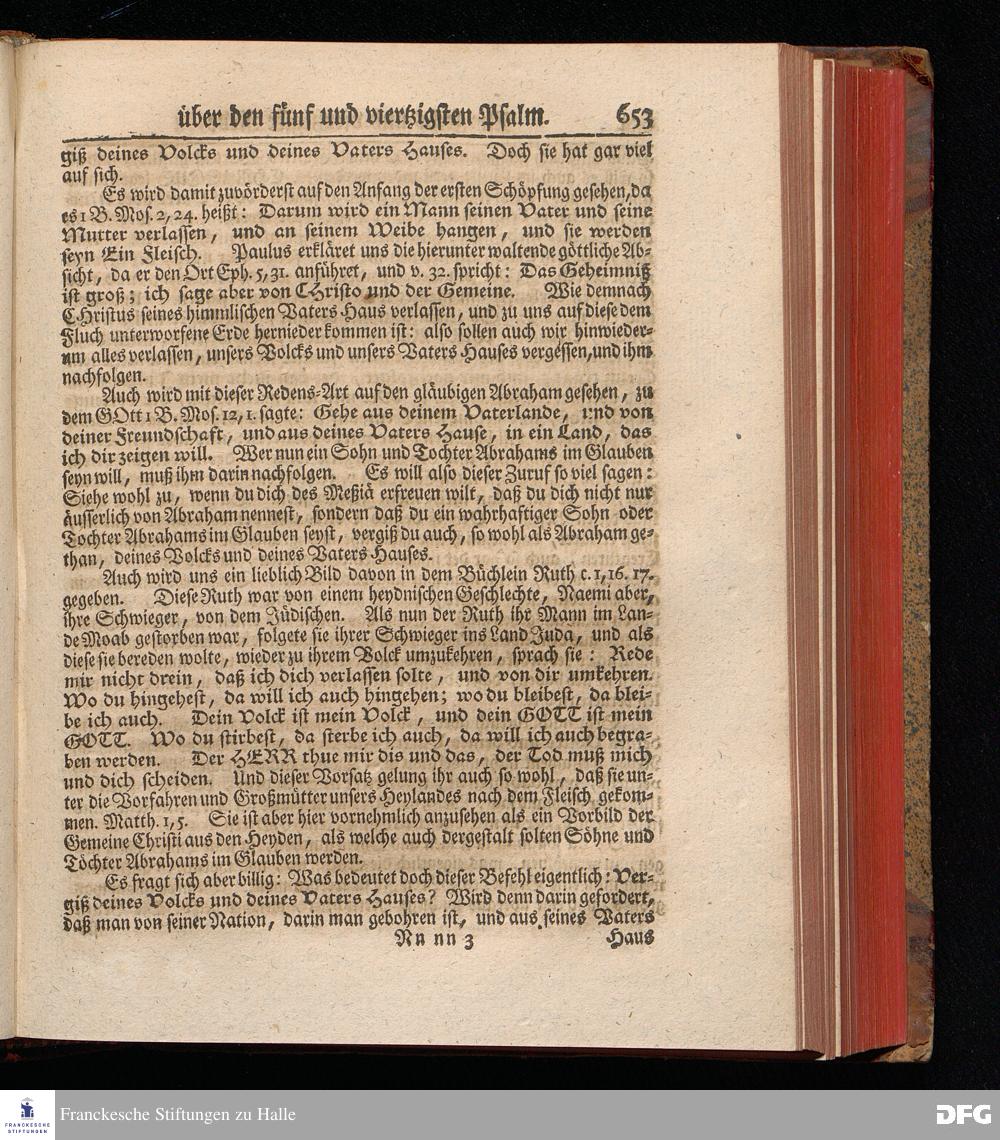 über den fünf und viertzigsten Psalm. 653
giß deines Volcks und deines Vaters Hauses. Doch sie hat gar viel
auf sich.
Es wird damit zuvörderst auf den Anfang der ersten Schöpfung gesehen, da
es 1 B. Mos. 2, 24. heißt: Darum wird ein Mann seinen Vater und seine
Mutter verlassen, und an seinem Weibe hangen, und sie werden
seyn Ein Fleisch. Paulus erkläret uns die hierunter waltende göttliche Ab-
sicht, da er den Ort Eph. 5, 31. anführet, und v. 32. spricht: Das Geheimniß
ist groß; ich sage aber von CHristo und der Gemeine. Wie demnach
CHristus seines himmlischen Vaters Haus verlassen, und zu uns auf diese dem
Fluch unterworfene Erde hernieder kommen ist: also sollen auch wir hinwieder-
um alles verlassen, unsers Volcks und unsers Vaters Hauses vergessen, und ihm
nachfolgen.
Auch wird mit dieser Redens-Art auf den gläubigen Abraham gesehen, zu
dem GOtt 1 B. Mos. 12, 1. sagte: Gehe aus deinem Vaterlande, und von
deiner Freundschaft, und aus deines Vaters Hause, in ein Land, das
ich dir zeigen will. Wer nun ein Sohn und Tochter Abrahams im Glauben
seyn will, muß ihm darin nachfolgen. Es will also dieser Zuruf so viel sagen:
Siehe wohl zu, wenn du dich des Meßiä erfreuen wilt, daß du dich nicht nur
äusserlich von Abraham nennest, sondern daß du ein wahrhaftiger Sohn oder
Tochter Abrahams im Glauben seyst, vergiß du auch, so wohl als Abraham ge-
than, deines Volcks und deines Vaters Hauses.
Auch wird uns ein lieblich Bild davon in dem Büchlein Ruth c. 1, 16. 17.
gegeben. Diese Ruth war von einem heydnischen Geschlechte, Naemi aber,
ihre Schwieger, von dem Jüdischen. Als nun der Ruth ihr Mann im Lan-
de Moab gestorben war, folgete sie ihrer Schwieger ins Land Juda, und als
diese sie bereden wolte, wieder zu ihrem Volck umzukehren, sprach sie: Rede
mir nicht drein, daß ich dich verlassen solte, und von dir umkehren.
Wo du hingehest, da will ich auch hingehen; wo du bleibest, da blei-
be ich auch. Dein Volck ist mein Volck, und dein GOTT ist mein
GOTT. Wo du stirbest, da sterbe ich auch, da will ich auch begra-
ben werden. Der HERR thue mir dis und das, der Tod muß mich
und dich scheiden. Und dieser Vorsatz gelung ihr auch so wohl, daß sie un-
ter die Vorfahren und Großmütter unsers Heylandes nach dem Fleisch gekom-
men. Matth. 1, 5. Sie ist aber hier vornehmlich anzusehen als ein Vorbild der
Gemeine Christi aus den Heyden, als welche auch dergestalt solten Söhne und
Töchter Abrahams im Glauben werden.
Es fragt sich aber billig: Was bedeutet doch dieser Befehl eigentlich: Ver-
giß deines Volcks und deines Vaters Hauses? Wird denn darin gefordert,
daß man von seiner Nation, darin man gebohren ist, und aus seines Vaters
Nn nn 3 Haus
FRANCKESCHE STIFTUNGEN
Franckesche Stiftungen zu Halle
DFG